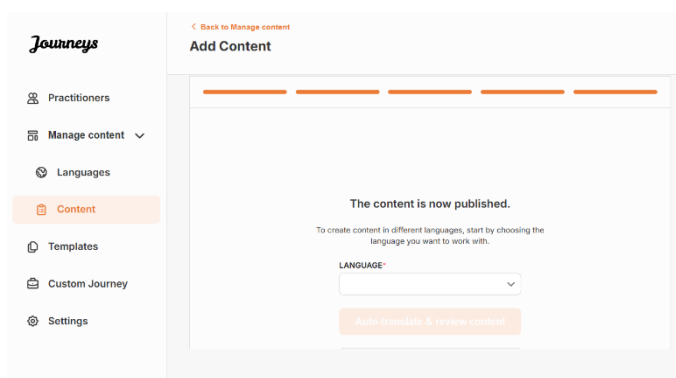 < Back to Manage content
Journeys
Add Content
Practitioners
Manage content
Languages
Content
Templates
Custom Journey
Settings
The content is now published.
To create content in different languages, start by choosing the
language you want to work with.
LANGUAGE*
Auto-translate & review content